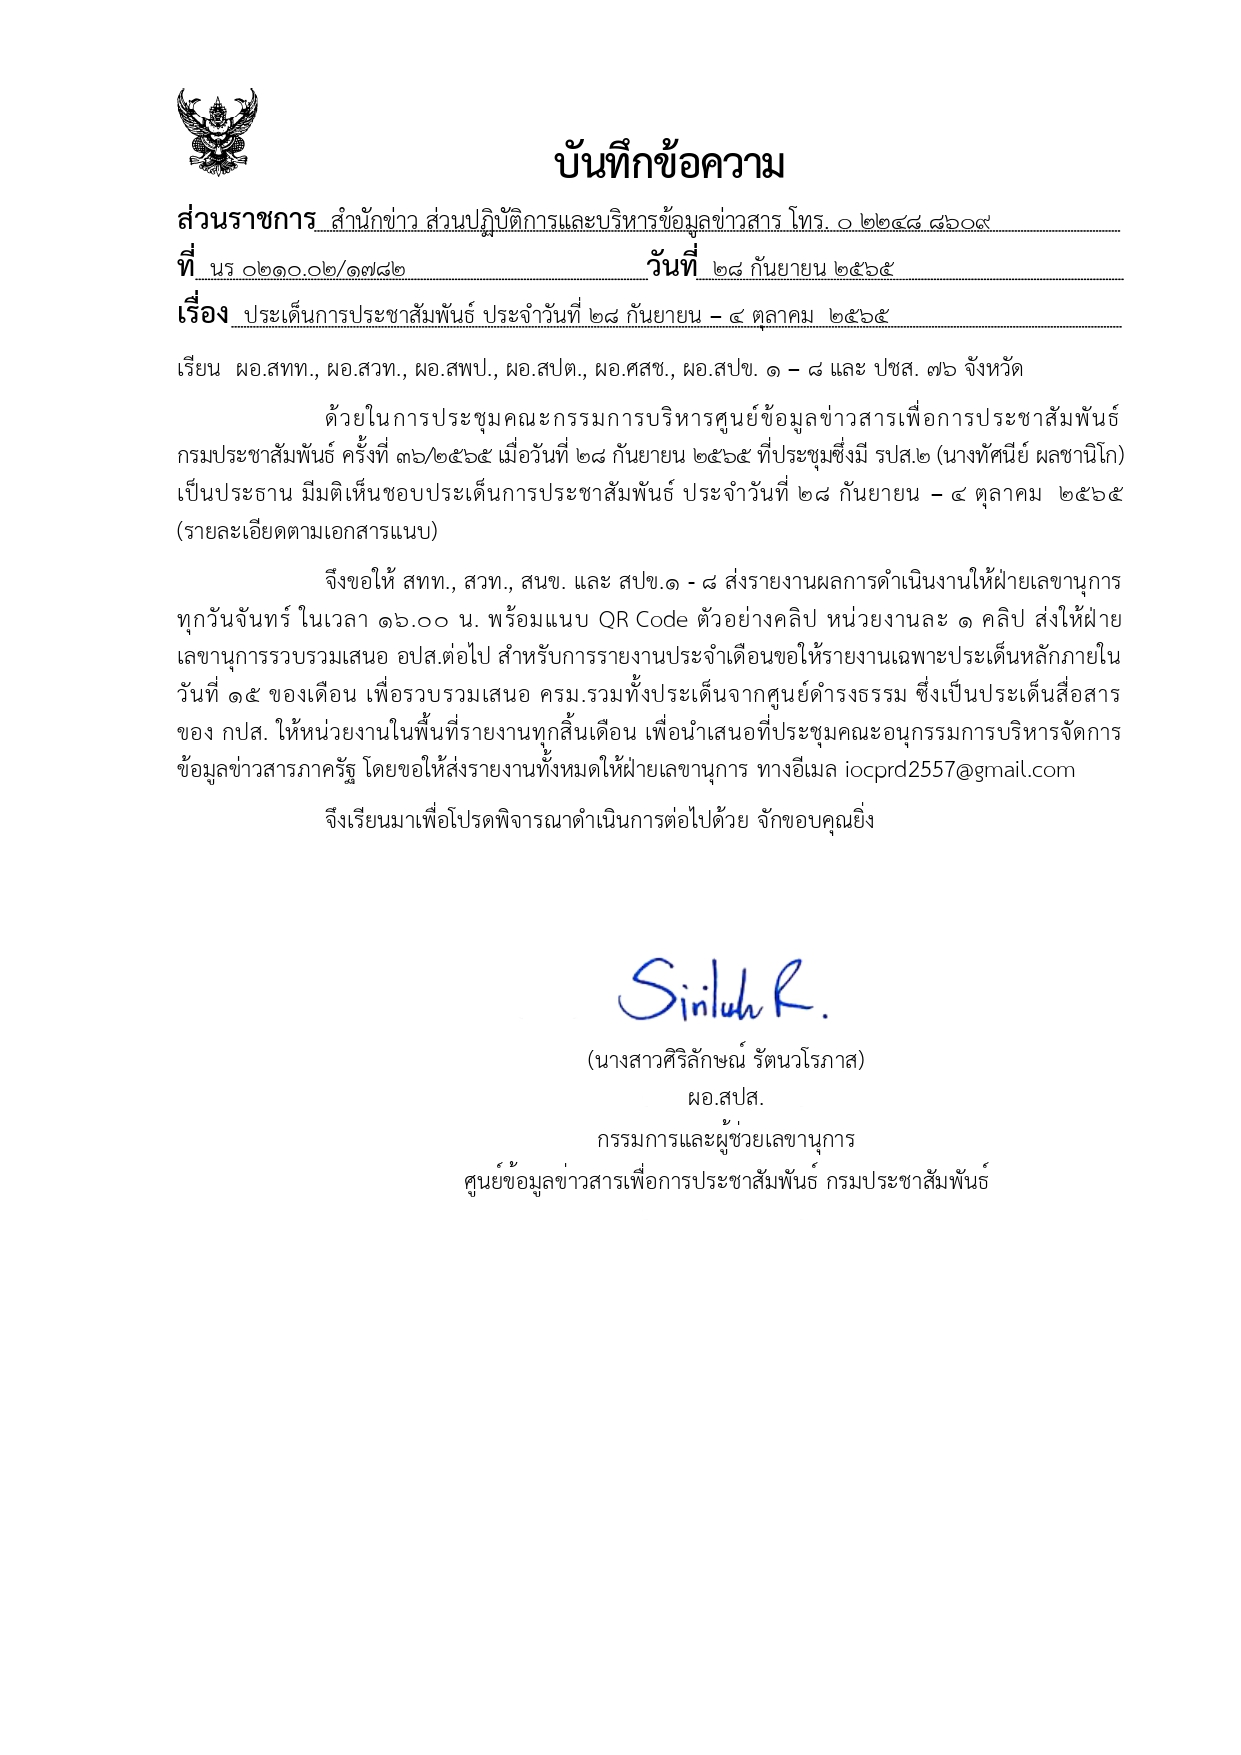 บันทึกข้อความ
ส่วนราชการ สำนักข่าว ส่วนปฏิบัติการและบริหารข้อมูลข่าวสาร โทร. ๐ ๒๒๔๘ ๘๖๐๙
ที่ นร ๐๒๑๐.๐๒/๑๗๘๒ วันที่ ๒๘ กันยายน ๒๕๖๕
เรื่อง ประเด็นการประชาสัมพันธ์ ประจำวันที่ ๒๘ กันยายน – ๔ ตุลาคม ๒๕๖๕
เรียน ผอ.สทท., ผอ.สวท., ผอ.สพป., ผอ.สปต., ผอ.ศสช., ผอ.สปข. ๑ – ๘ และ ปชส. ๗๖ จังหวัด
ด้วยในการประชุมคณะกรรมการบริหารศูนย์ข้อมูลข่าวสารเพื่อการประชาสัมพันธ์
กรมประชาสัมพันธ์ ครั้งที่ ๓๖/๒๕๖๕ เมื่อวันที่ ๒๘ กันยายน ๒๕๖๕ ที่ประชุมซึ่งมี รปส.๒ (นางทัศนีย์ ผลชานิโก)
เป็นประธาน มีมติเห็นชอบประเด็นการประชาสัมพันธ์ ประจำวันที่ ๒๘ กันยายน – ๔ ตุลาคม ๒๕๖๕
(รายละเอียดตามเอกสารแนบ)
จึงขอให้ สทท., สวท., สนข. และ สปข.๑ - ๘ ส่งรายงานผลการดำเนินงานให้ฝ่ายเลขานุการ
ทุกวันจันทร์ ในเวลา ๑๖.๐๐ น. พร้อมแนบ QR Code ตัวอย่างคลิป หน่วยงานละ ๑ คลิป ส่งให้ฝ่าย
เลขานุการรวบรวมเสนอ อปส.ต่อไป สำหรับการรายงานประจำเดือนขอให้รายงานเฉพาะประเด็นหลักภายใน
วันที่ ๑๕ ของเดือน เพื่อรวบรวมเสนอ ครม.รวมทั้งประเด็นจากศูนย์ดำรงธรรม ซึ่งเป็นประเด็นสื่อสาร
ของ กปส. ให้หน่วยงานในพื้นที่รายงานทุกสิ้นเดือน เพื่อนำเสนอที่ประชุมคณะอนุกรรมการบริหารจัดการ
ข้อมูลข่าวสารภาครัฐ โดยขอให้ส่งรายงานทั้งหมดให้ฝ่ายเลขานุการ ทางอีเมล iocprd2557@gmail.com
จึงเรียนมาเพื่อโปรดพิจารณาดำเนินการต่อไปด้วย จักขอบคุณยิ่ง
Siriluh R.
(นางสาวศิริลักษณ์ รัตนวโรภาส)
ผอ.สปส.
กรรมการและผู้ช่วยเลขานุการ
ศูนย์ข้อมูลข่าวสารเพื่อการประชาสัมพันธ์ กรมประชาสัมพันธ์